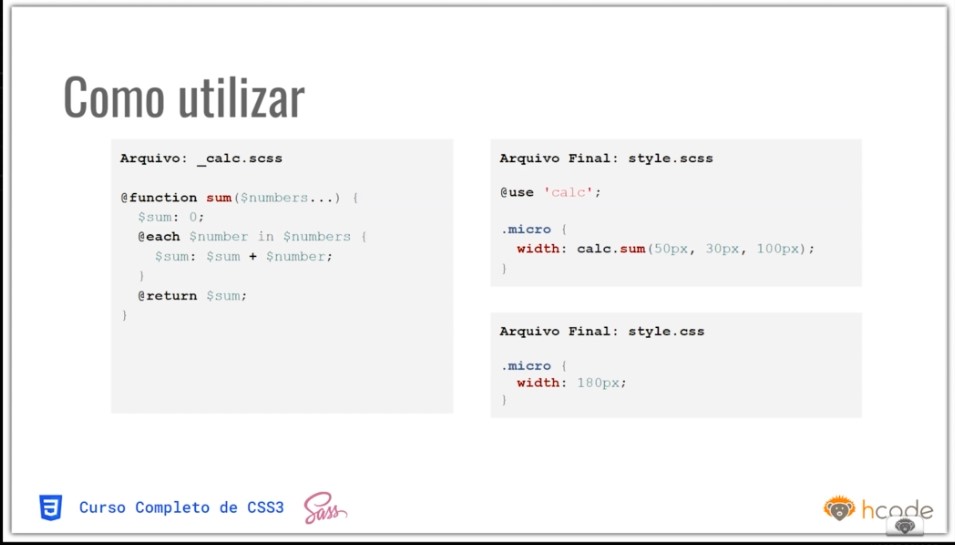 Como utilizar
Arquivo: _calc.scss
@function sum($numbers...) {
$sum: 0;
@each $number in $numbers {
$sum: $sum + $number;
}
@return $sum;
}
Arquivo Final: style.scss
@use 'calc';
.micro {
width: calc.sum(50px, 30px, 100px);
}
Arquivo Final: style.css
.micro {
width: 180px;
}
Curso Completo de CSS3
Sass
hcode